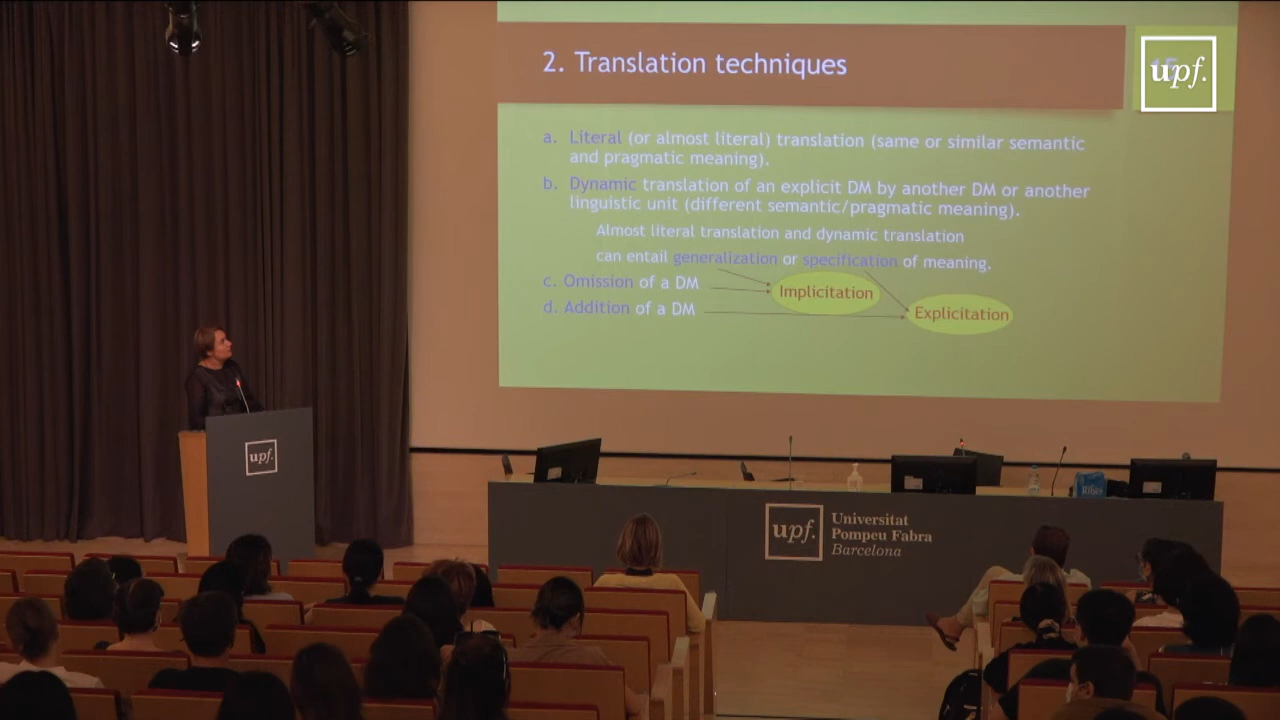 2. Translation techniques
upf.
a. Literal (or almost literal) translation (same or similar semantic
and pragmatic meaning).
b. Dynamic translation of an explicit DM by another DM or another
linguistic unit (different semantic/pragmatic meaning).
Almost literal translation and dynamic translation
can entail generalization or specification of meaning.
c. Omission of a DM
Implicitation
d. Addition of a DM
Explicitation
upf.
upf.
Universitat
Pompeu Fabra
Barcelona